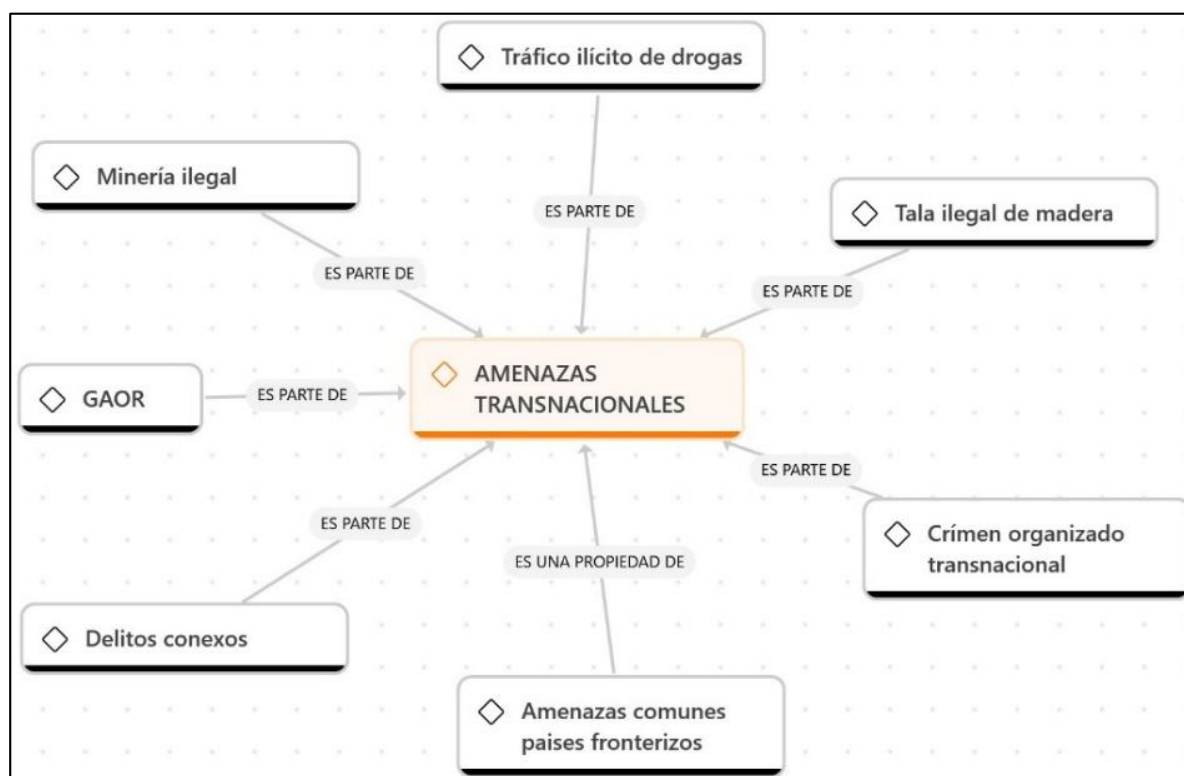 Tráfico ilícito de drogas
Minería ilegal
ES PARTE DE
Tala ilegal de madera
ES PARTE DE
ES PARTE DE
AMENAZAS
TRANSNACIONALES
GAOR
ES PARTE DE
ES PARTE DE
Crímen organizado
transnacional
ES PARTE DE
ES UNA PROPIEDAD DE
Delitos conexos
Amenazas comunes
paises fronterizos